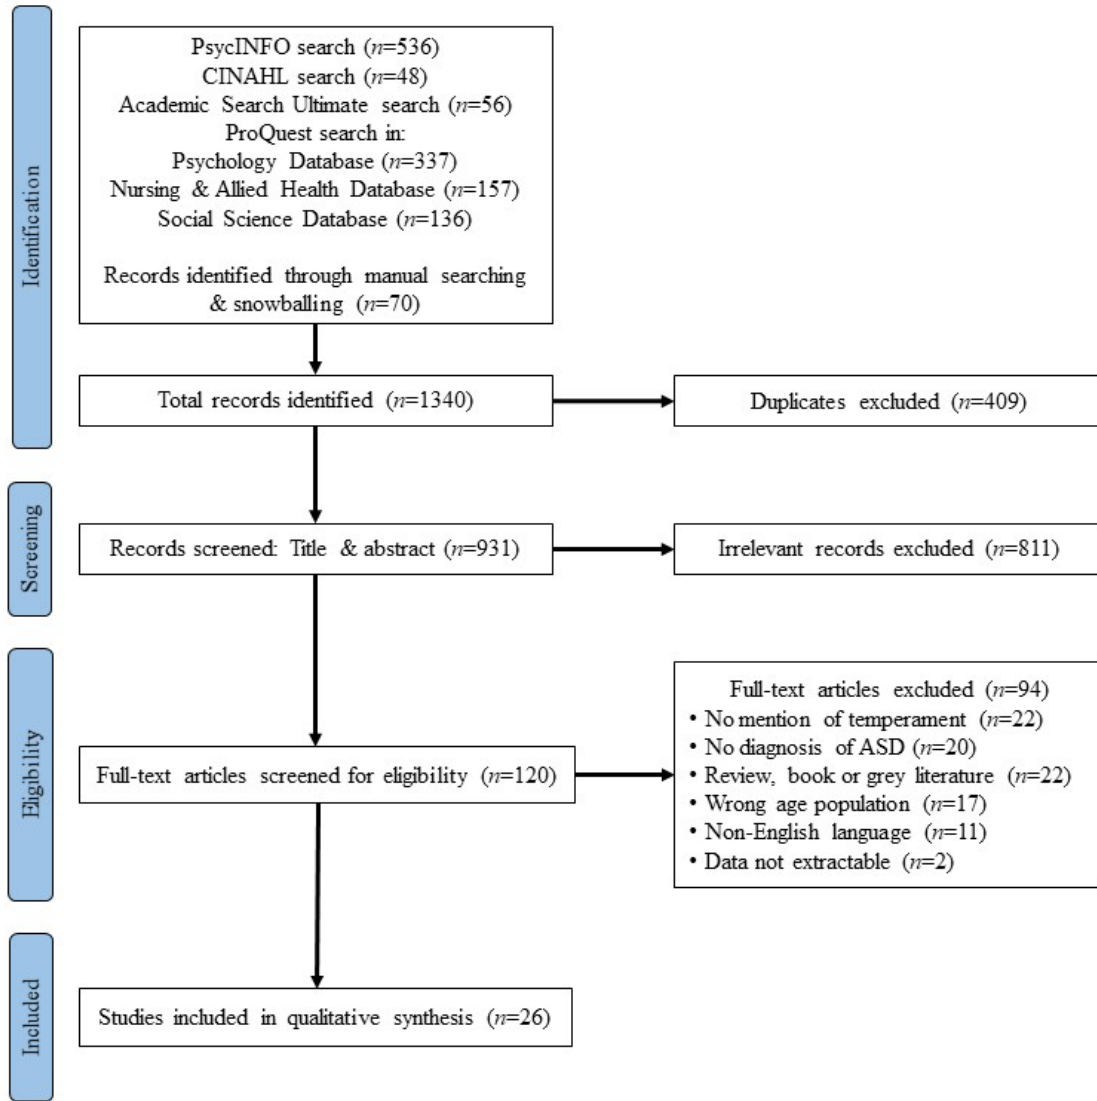 Identification
PsycINFO search (n=536)
CINAHL search (n=48)
Academic Search Ultimate search (n=56)
ProQuest search in:
Psychology Database (n=337)
Nursing & Allied Health Database (n=157)
Social Science Database (n=136)
Records identified through manual searching
& snowballing (n=70)
Total records identified (n=1340)
Duplicates excluded (n=409)
Screening
Records screened: Title & abstract (n=931)
Irrelevant records excluded (n=811)
Eligibility
Full-text articles screened for eligibility (n=120)
Full-text articles excluded (n=94)
• No mention of temperament (n=22)
• No diagnosis of ASD (n=20)
• Review, book or grey literature (n=22)
• Wrong age population (n=17)
• Non-English language (n=11)
• Data not extractable (n=2)
Included
Studies included in qualitative synthesis (n=26)